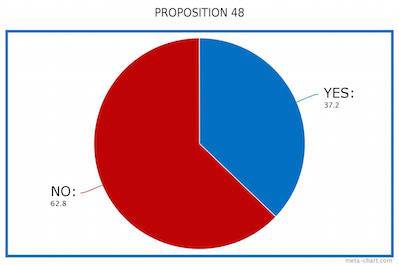 PROPOSITION 48
YES:
37.2
NO:
62.8
meta-chart.com